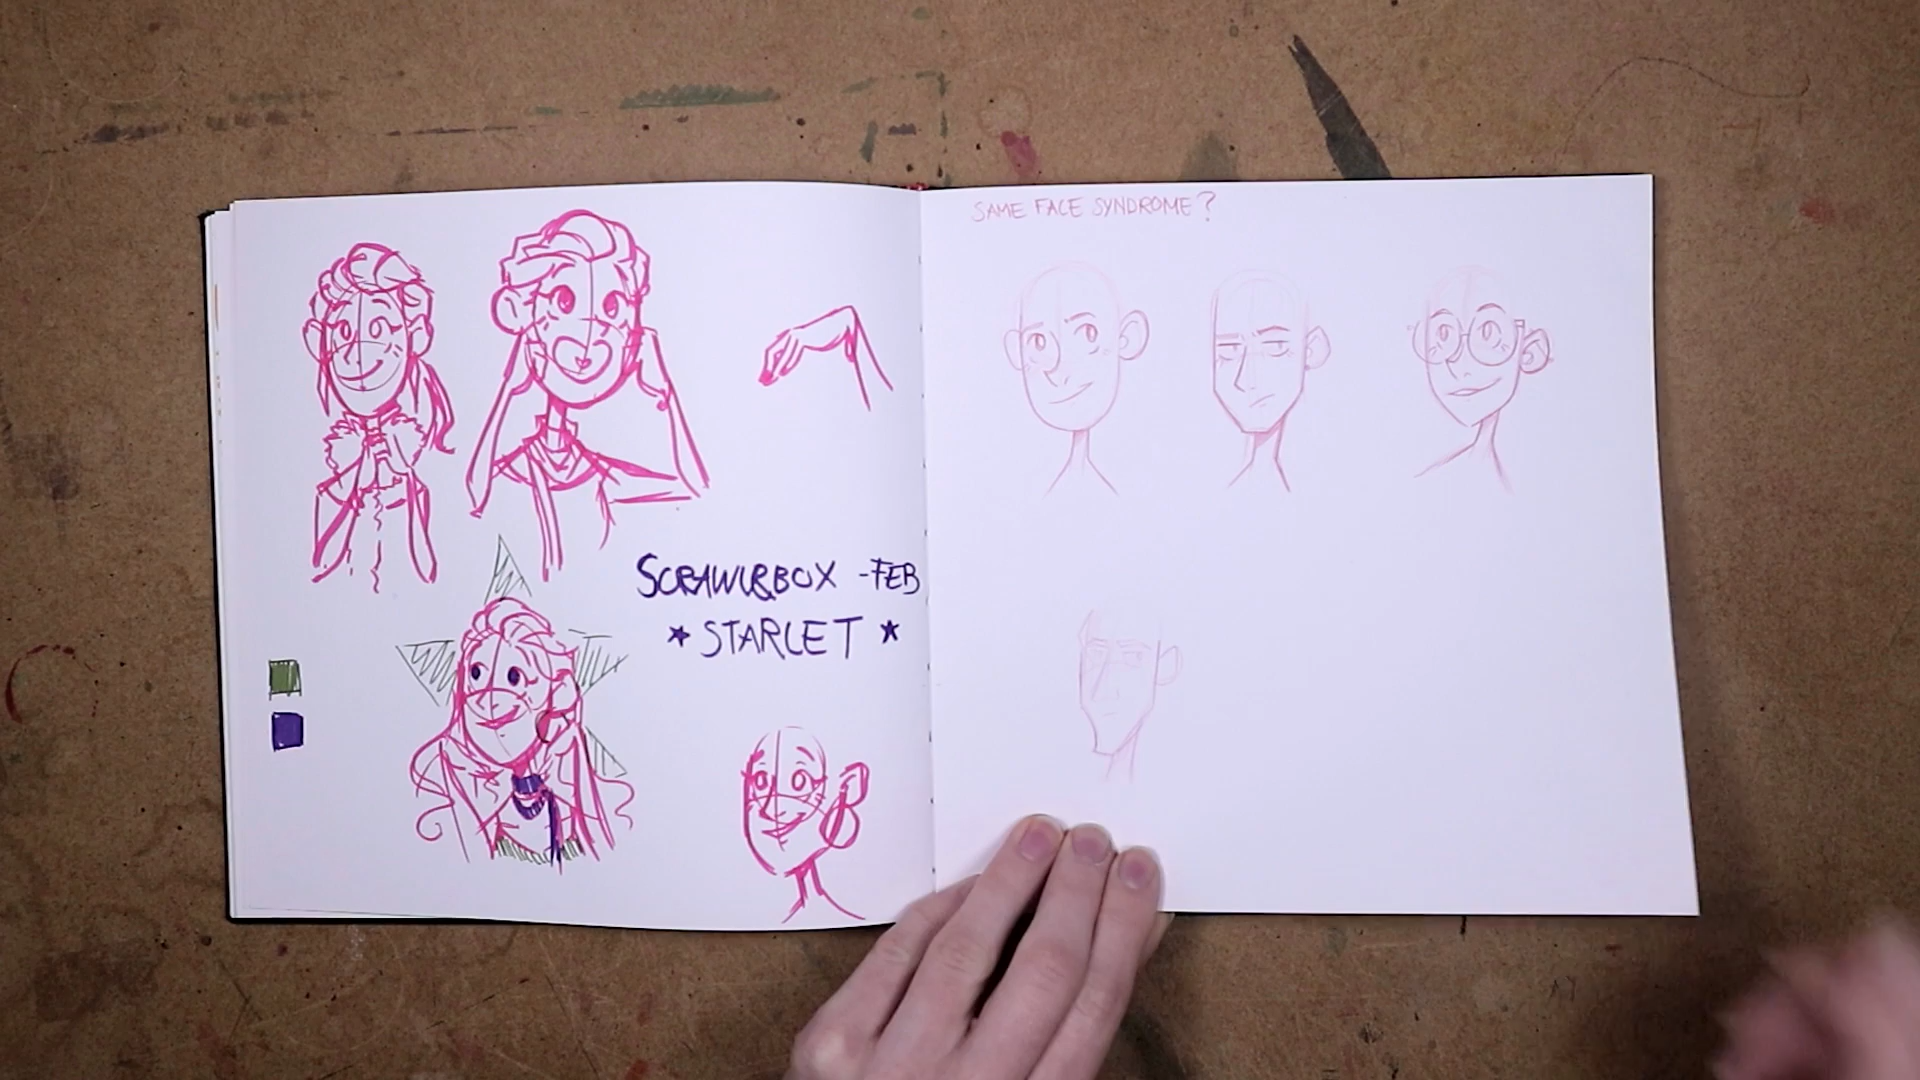 SCRAWLRBOX - FEB
★ STARLET ★
SAME FACE SYNDROME?